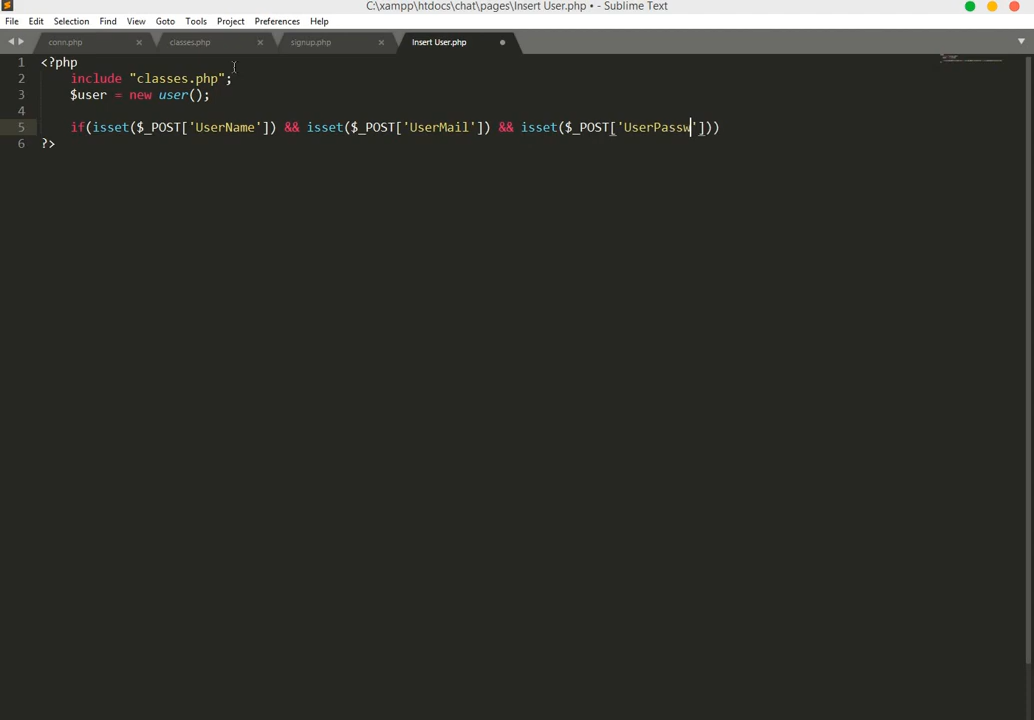 C:\xampp\htdocs\chat\pages\Insert User.php • - Sublime Text
File Edit Selection Find View Goto Tools Project Preferences Help
conn.php × classes.php × signup.php × Insert User.php
1 <?php
2 include "classes.php";
3 $user = new user();
4
5 if(isset($_POST['UserName']) && isset($_POST['UserMail']) && isset($_POST['UserPassw']))
6 ?>